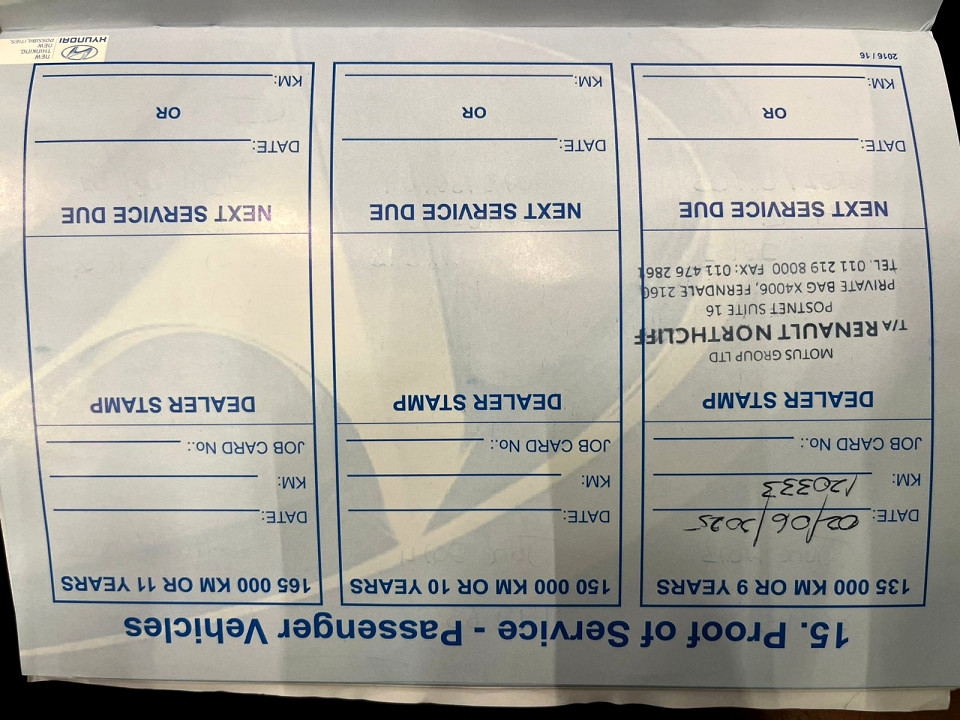 15. Proof of Service - Passenger Vehicles
135 000 KM OR 9 YEARS
DATE: 02/06/2025
KM: 120333
JOB CARD No.:
DEALER STAMP
MOTUS GROUP LTD
T/A RENAULT NORTHCLIFF
POSTNET SUITE 16
PRIVATE BAG X4006, FERNDALE 2160
TEL. 011 219 8000 FAX: 011 476 2861
NEXT SERVICE DUE
DATE:
OR
KM:
150 000 KM OR 10 YEARS
DATE:
KM:
JOB CARD No.:
DEALER STAMP
NEXT SERVICE DUE
DATE:
OR
KM:
165 000 KM OR 11 YEARS
DATE:
KM:
JOB CARD No.:
DEALER STAMP
NEXT SERVICE DUE
DATE:
OR
KM:
2016 / 16
HYUNDAI
NEW
THINKING.
NEW
POSSIBILITIES.